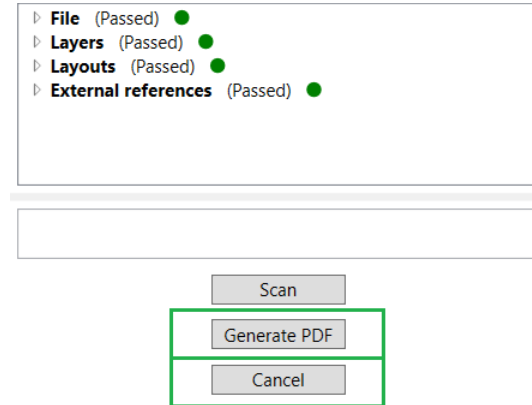 File (Passed)
Layers (Passed)
Layouts (Passed)
External references (Passed)
Scan
Generate PDF
Cancel